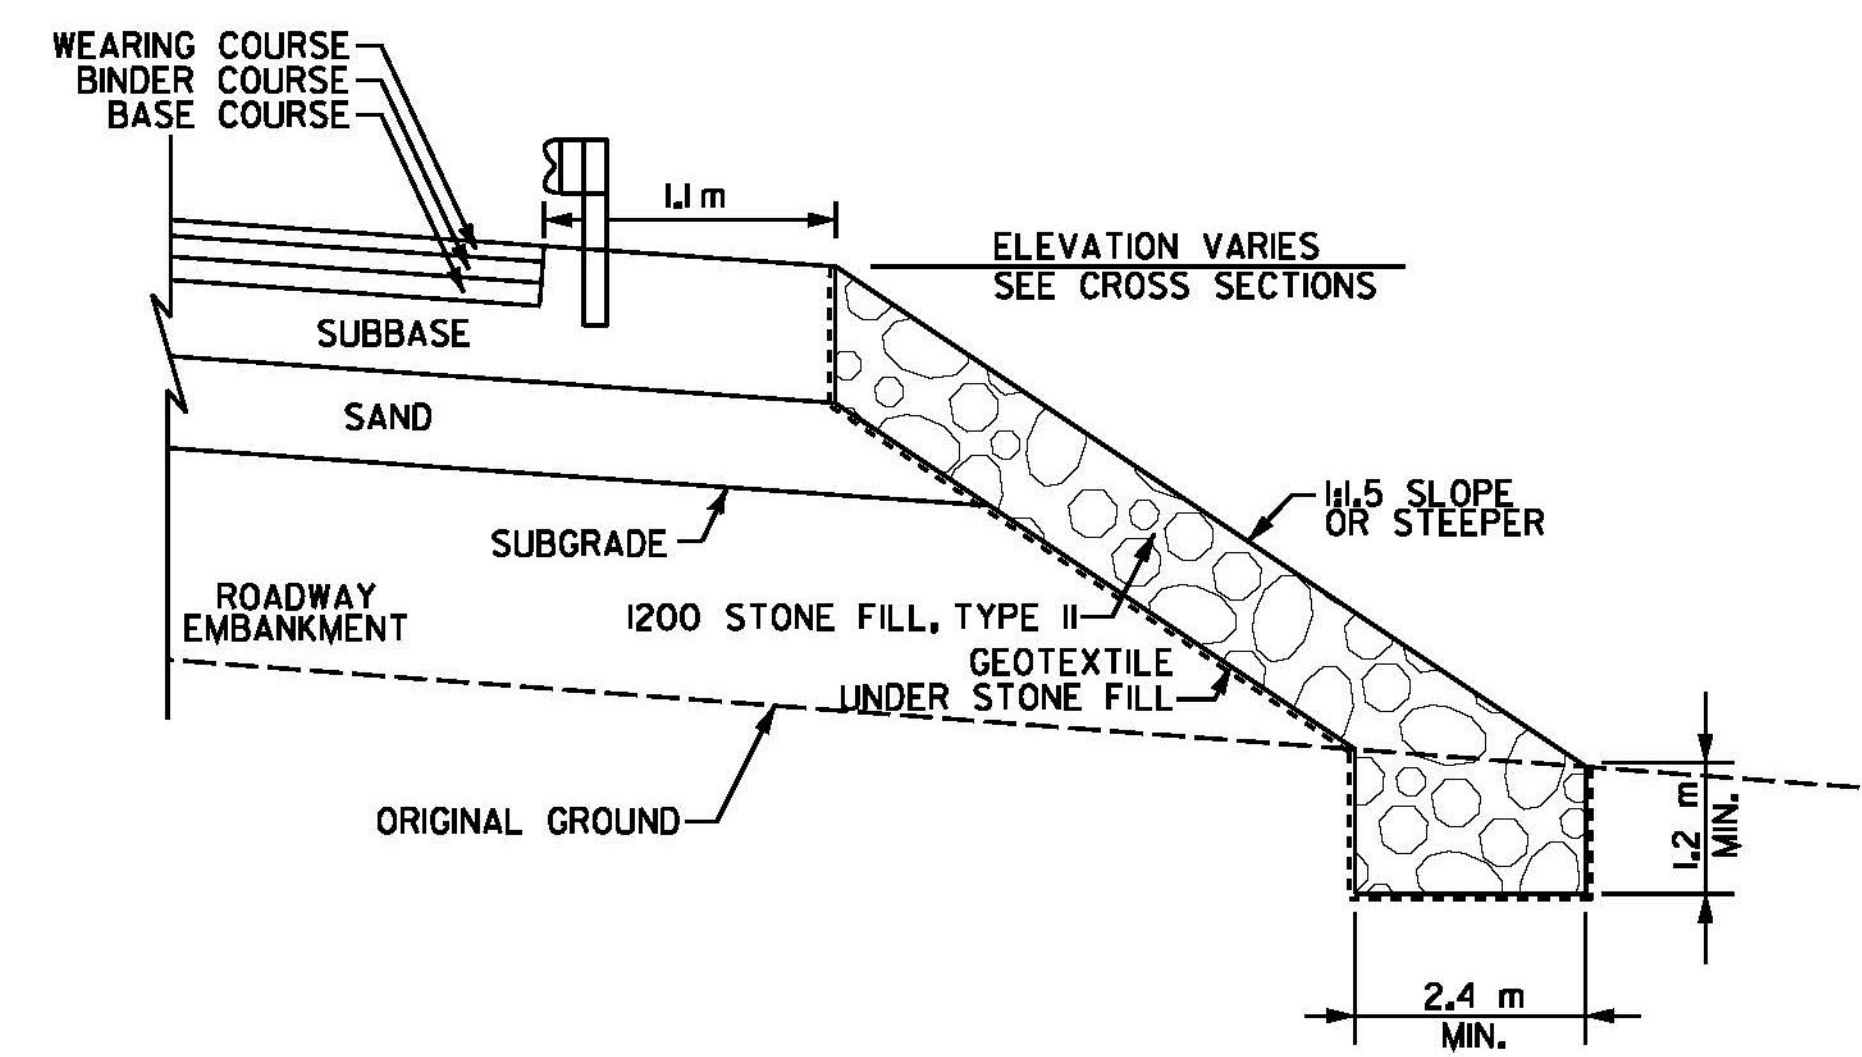 WEARING COURSE
BINDER COURSE
BASE COURSE
1.1 m
ELEVATION VARIES
SEE CROSS SECTIONS
SUBBASE
SAND
1:1.5 SLOPE
OR STEEPER
SUBGRADE
ROADWAY
EMBANKMENT
1200 STONE FILL, TYPE II
GEOTEXTILE
UNDER STONE FILL
ORIGINAL GROUND
1.2 m
MIN.
2.4 m
MIN.